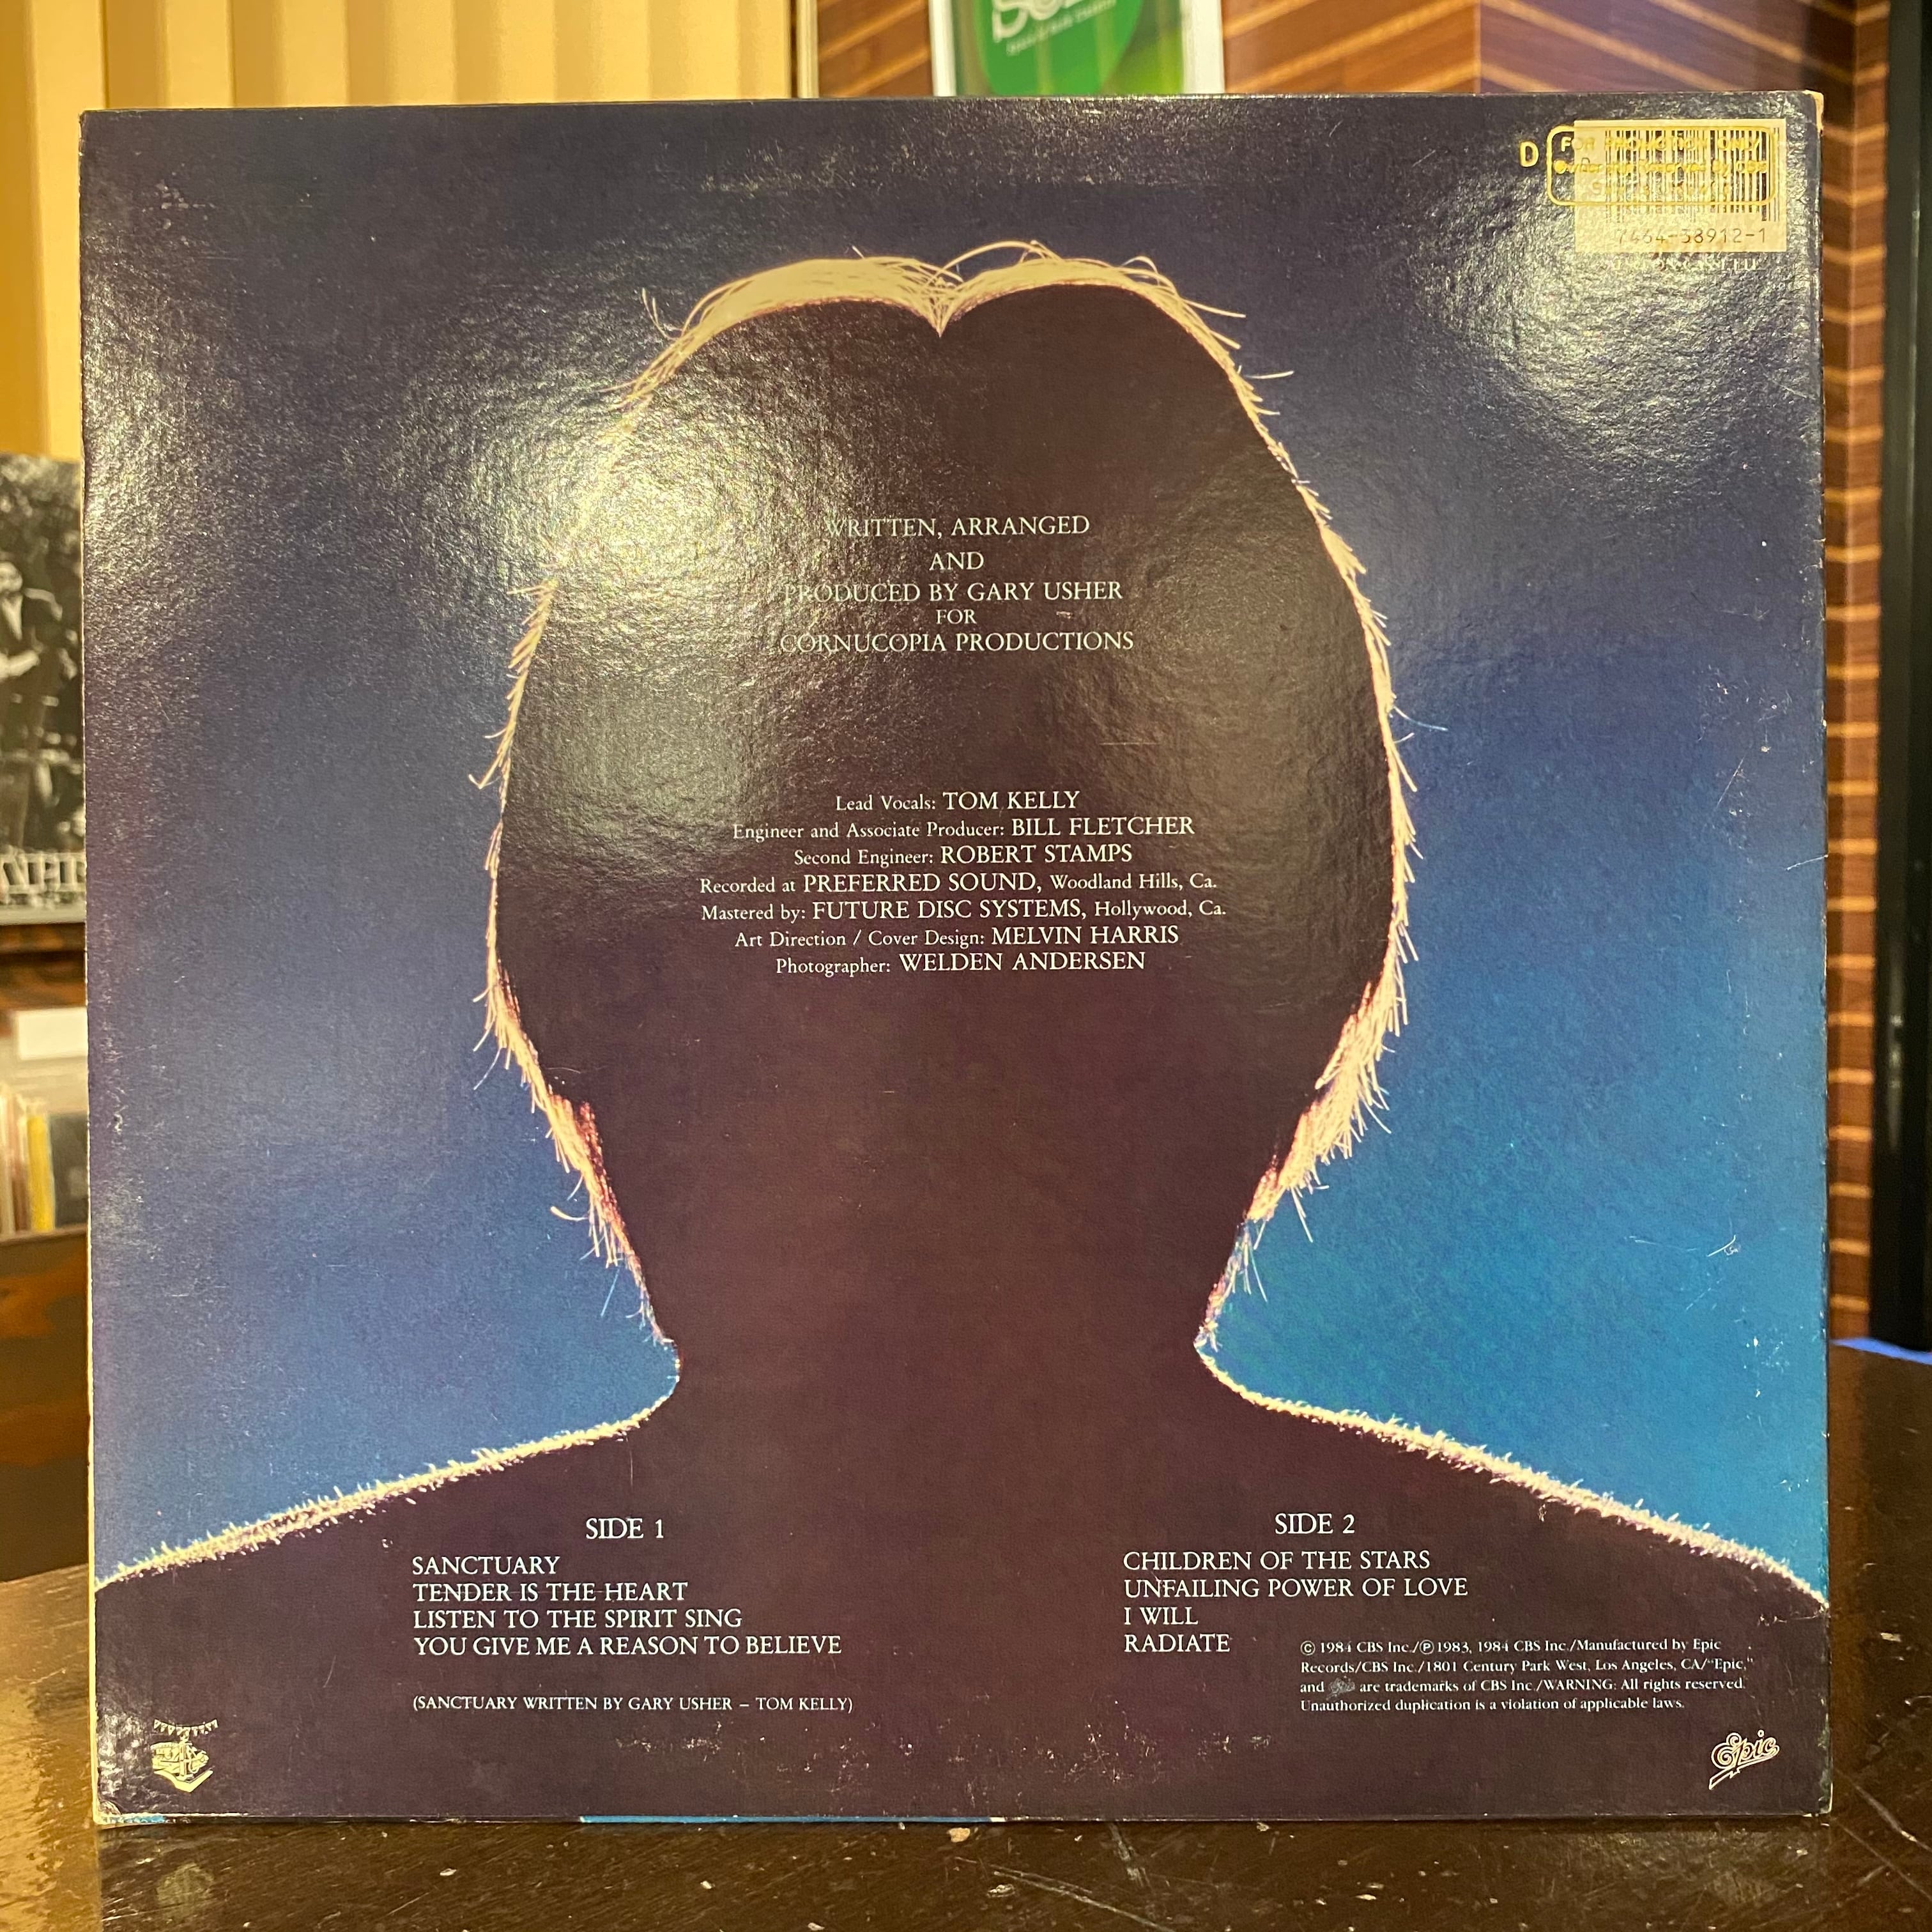 D
FOR PROMOTION ONLY
7464-38912-1
WRITTEN, ARRANGED
AND
PRODUCED BY GARY USHER
FOR
CORNUCOPIA PRODUCTIONS
Lead Vocals: TOM KELLY
Engineer and Associate Producer: BILL FLETCHER
Second Engineer: ROBERT STAMPS
Recorded at PREFERRED SOUND, Woodland Hills, Ca.
Mastered by: FUTURE DISC SYSTEMS, Hollywood, Ca.
Art Direction / Cover Design: MELVIN HARRIS
Photographer: WELDEN ANDERSEN
SIDE 1
SANCTUARY
TENDER IS THE HEART
LISTEN TO THE SPIRIT SING
YOU GIVE ME A REASON TO BELIEVE
(SANCTUARY WRITTEN BY GARY USHER – TOM KELLY)
SIDE 2
CHILDREN OF THE STARS
UNFAILING POWER OF LOVE
I WILL
RADIATE
© 1984 CBS Inc./℗ 1983, 1984 CBS Inc./Manufactured by Epic
Records/CBS Inc./1801 Century Park West, Los Angeles, CA/"Epic,"
and Epic are trademarks of CBS Inc./WARNING: All rights reserved.
Unauthorized duplication is a violation of applicable laws.
Epic